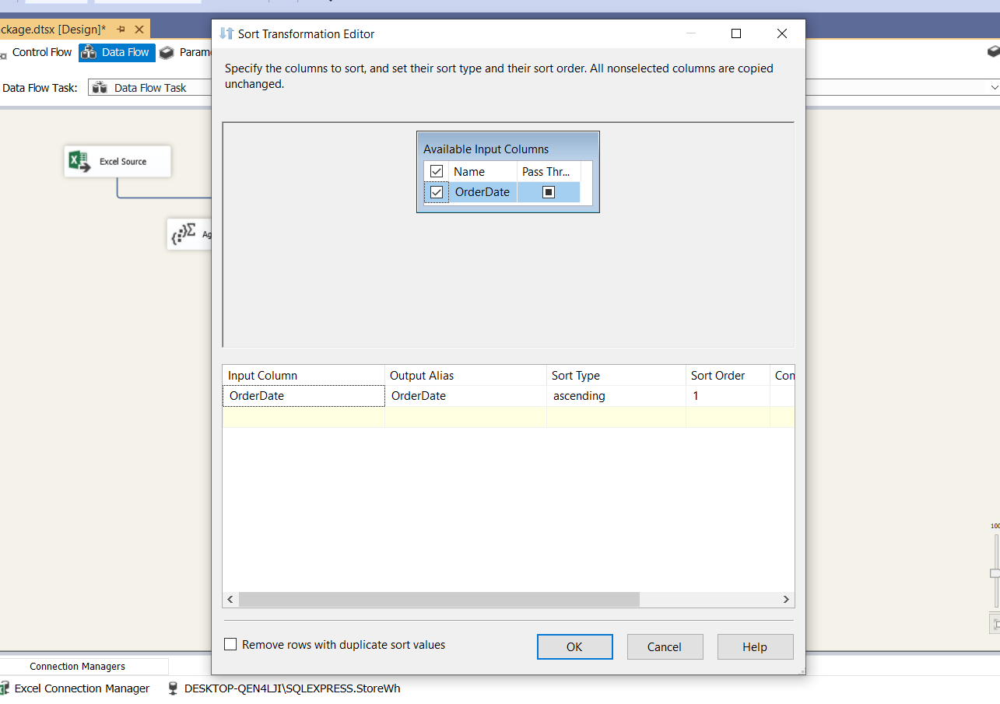 ckage.dtsx [Design]*
Sort Transformation Editor
Control Flow
Data Flow
Param
Data Flow Task:
Data Flow Task
Specify the columns to sort, and set their sort type and their sort order. All nonselected columns are copied
unchanged.
Available Input Columns
Name
Pass Thr...
OrderDate
Excel Source
Ag
Input Column
Output Alias
Sort Type
Sort Order
Con
OrderDate
OrderDate
ascending
1
100
Remove rows with duplicate sort values
OK
Cancel
Help
Connection Managers
Excel Connection Manager
DESKTOP-QEN4LJI\SQLEXPRESS.StoreWh